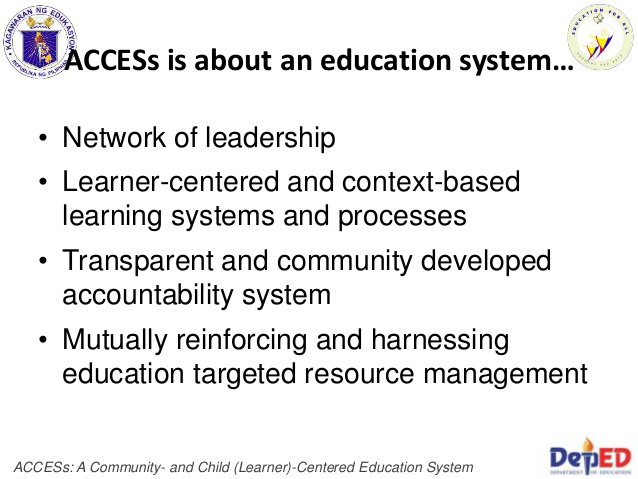 KAGAWARAN NG EDUKASYON
REPUBLIKA NG PILIPINAS
EDUCATION FOR ALL
ACCESs is about an education system…
• Network of leadership
• Learner-centered and context-based
learning systems and processes
• Transparent and community developed
accountability system
• Mutually reinforcing and harnessing
education targeted resource management
ACCESs: A Community- and Child (Learner)-Centered Education System
DepED
DEPARTMENT OF EDUCATION